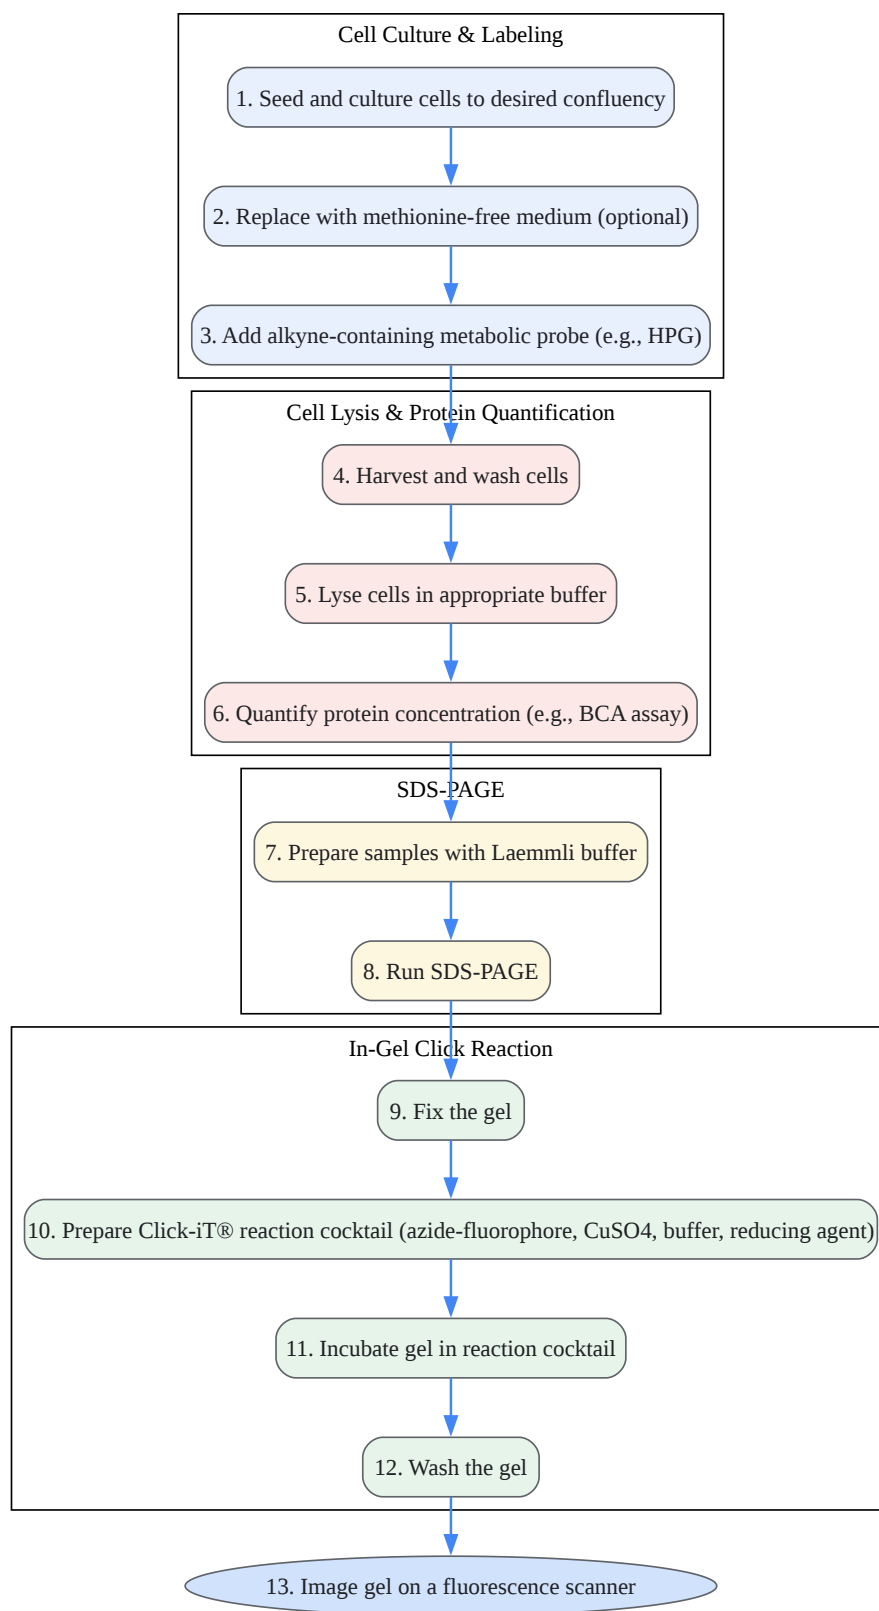 Cell Culture & Labeling
1. Seed and culture cells to desired confluency
2. Replace with methionine-free medium (optional)
3. Add alkyne-containing metabolic probe (e.g., HPG)
Cell Lysis & Protein Quantification
4. Harvest and wash cells
5. Lyse cells in appropriate buffer
6. Quantify protein concentration (e.g., BCA assay)
SDS-PAGE
7. Prepare samples with Laemmli buffer
8. Run SDS-PAGE
In-Gel Click Reaction
9. Fix the gel
10. Prepare Click-iT® reaction cocktail (azide-fluorophore, CuSO4, buffer, reducing agent)
11. Incubate gel in reaction cocktail
12. Wash the gel
13. Image gel on a fluorescence scanner